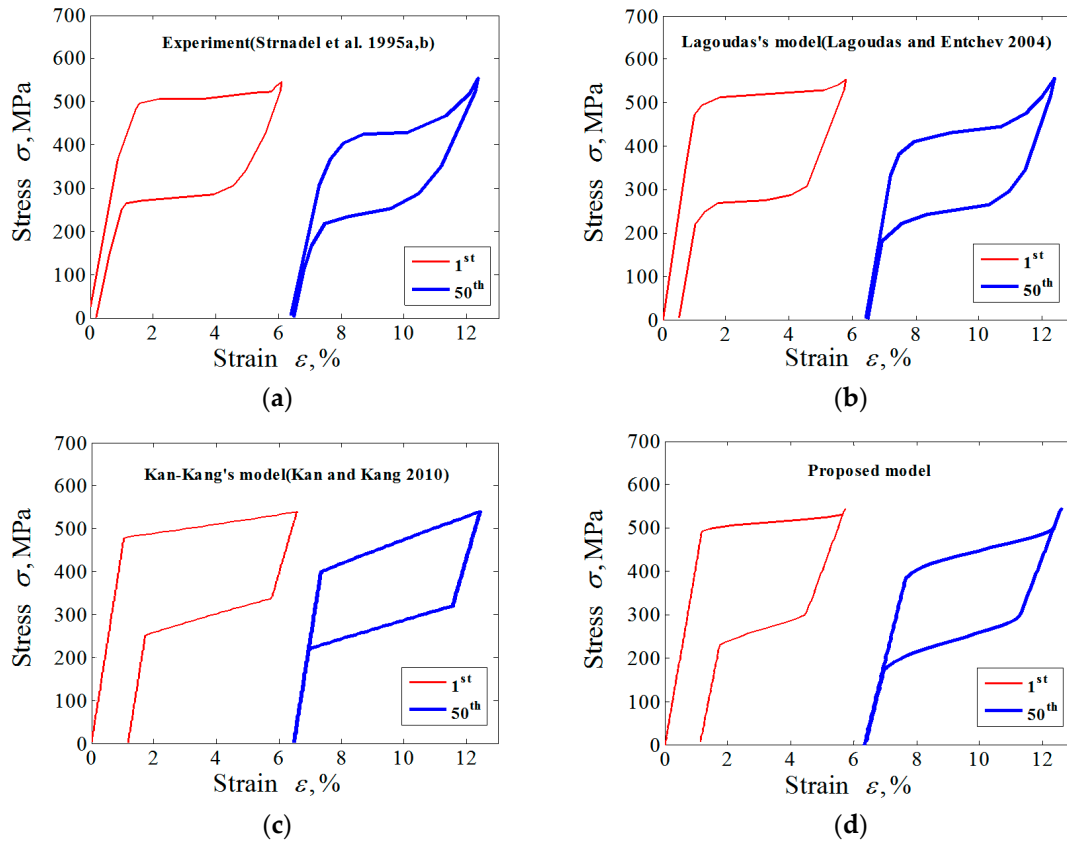 700
600
500
400
300
200
100
0
Stress σ, MPa
Experiment(Strnadel et al. 1995a,b)
1st
50th
0 2 4 6 8 10 12
Strain ε,%
(a)
700
600
500
400
300
200
100
0
Stress σ, MPa
Lagoudas's model(Lagoudas and Entchev 2004)
1st
50th
0 2 4 6 8 10 12
Strain ε,%
(b)
700
600
500
400
300
200
100
0
Stress σ, MPa
Kan-Kang's model(Kan and Kang 2010)
1st
50th
0 2 4 6 8 10 12
Strain ε,%
(c)
700
600
500
400
300
200
100
0
Stress σ, MPa
Proposed model
1st
50th
0 2 4 6 8 10 12
Strain ε,%
(d)